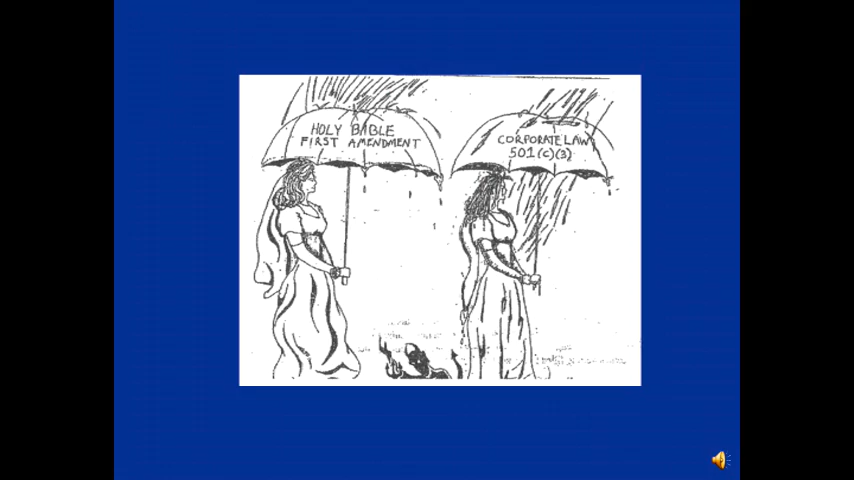 HOLY BIBLE
FIRST AMENDMENT
CORPORATE LAW
501(C)(3)